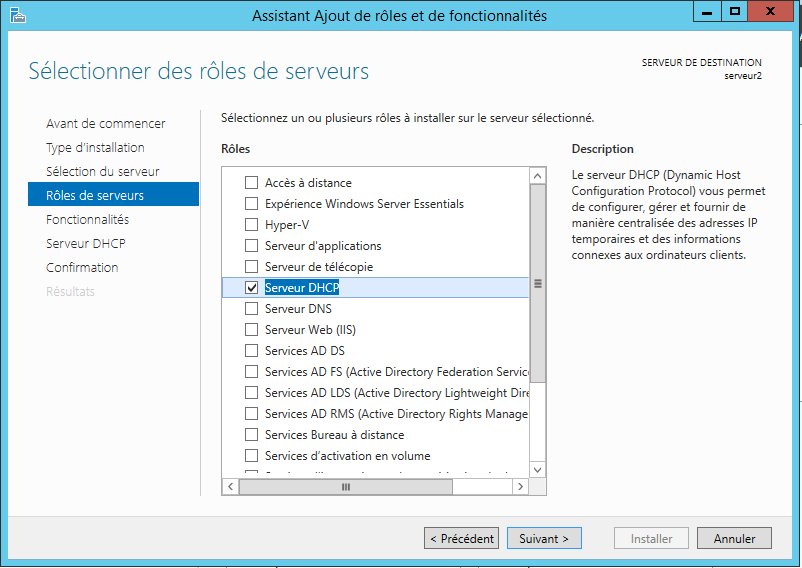 Assistant Ajout de rôles et de fonctionnalités
Sélectionner des rôles de serveurs
SERVEUR DE DESTINATION
serveur2
Avant de commencer
Type d'installation
Sélection du serveur
Rôles de serveurs
Fonctionnalités
Serveur DHCP
Confirmation
Résultats
Sélectionnez un ou plusieurs rôles à installer sur le serveur sélectionné.
Rôles
Accès à distance
Expérience Windows Server Essentials
Hyper-V
Serveur d'applications
Serveur de télécopie
Serveur DHCP
Serveur DNS
Serveur Web (IIS)
Services AD DS
Services AD FS (Active Directory Federation Service
Services AD LDS (Active Directory Lightweight Dire
Services AD RMS (Active Directory Rights Manage
Services Bureau à distance
Services d'activation en volume
Description
Le serveur DHCP (Dynamic Host
Configuration Protocol) vous permet
de configurer, gérer et fournir de
manière centralisée des adresses IP
temporaires et des informations
connexes aux ordinateurs clients.
< Précédent
Suivant >
Installer
Annuler